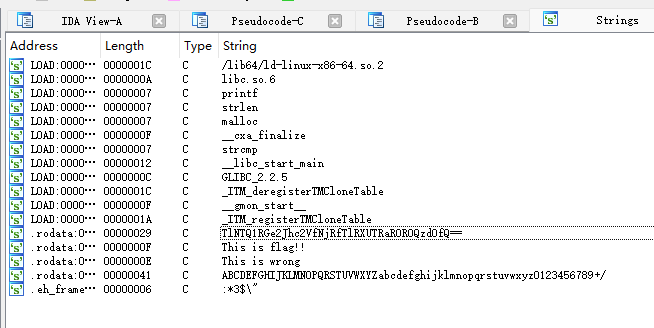 IDA View-A
Pseudocode-C
Pseudocode-B
's' Strings
Address Length Type String
's' LOAD:0000… 0000001C C /lib64/ld-linux-x86-64.so.2
's' LOAD:0000… 0000000A C libc.so.6
's' LOAD:0000… 00000007 C printf
's' LOAD:0000… 00000007 C strlen
's' LOAD:0000… 00000007 C malloc
's' LOAD:0000… 0000000F C __cxa_finalize
's' LOAD:0000… 00000007 C strcmp
's' LOAD:0000… 00000012 C __libc_start_main
's' LOAD:0000… 0000000C C GLIBC_2.2.5
's' LOAD:0000… 0000001C C _ITM_deregisterTMCloneTable
's' LOAD:0000… 0000000F C __gmon_start__
's' LOAD:0000… 0000001A C _ITM_registerTMCloneTable
's' .rodata:0… 00000029 C TlNTQ1RGe2Jhc2VfNjRfTlRXUTRaR0ROQzdOfQ==
's' .rodata:0… 0000000F C This is flag!!
's' .rodata:0… 0000000E C This is wrong
's' .rodata:0… 00000041 C ABCDEFGHIJKLMNOPQRSTUVWXYZabcdefghijklmnopqrstuvwxyz0123456789+/
's' .eh_frame… 00000006 C :*3$\"